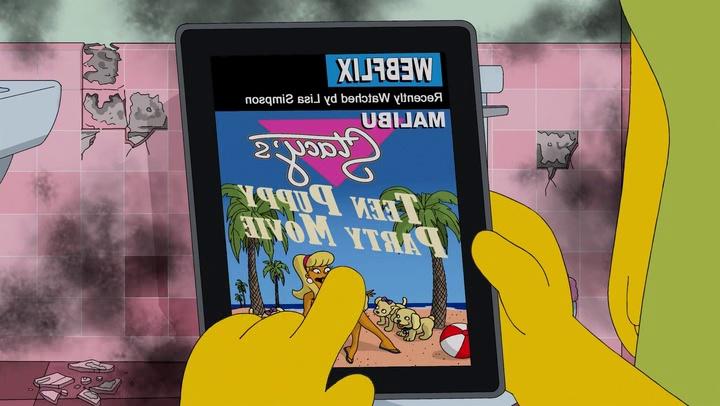 WEBFLIX
Recently Watched by Lisa Simpson
MALIBU
Stacy's
TEEN PUPPY
PARTY MOVIE